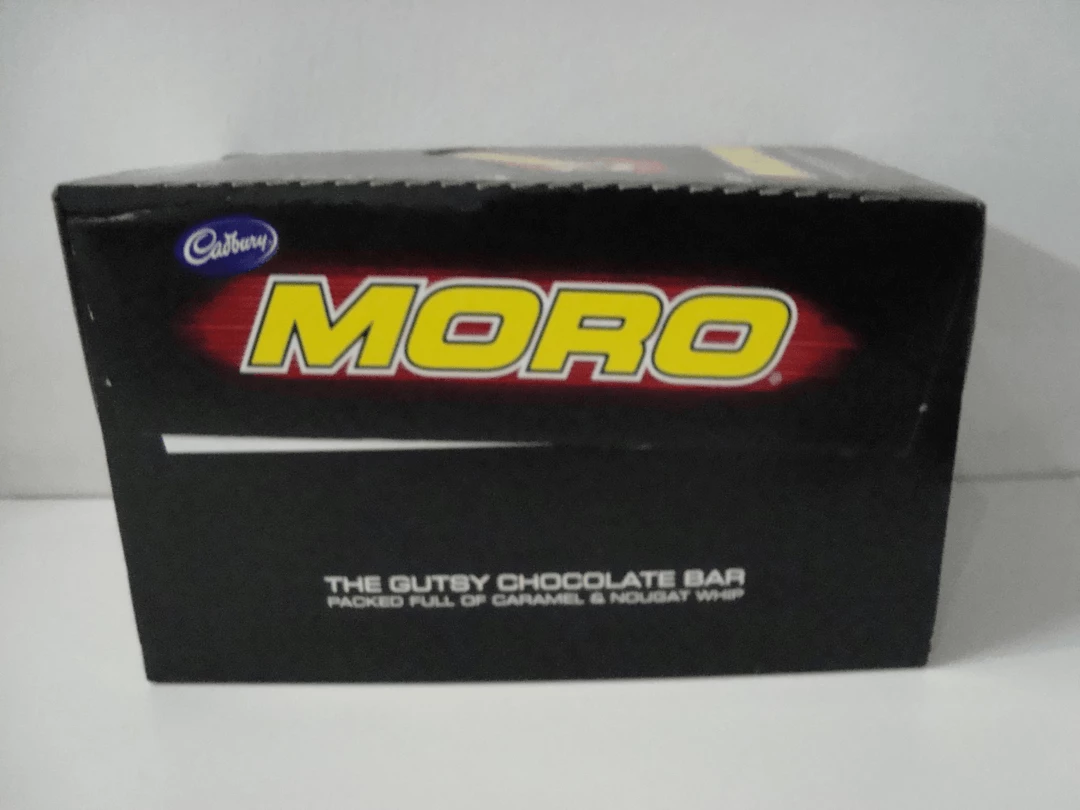 Cadbury
MORO
THE GUTSY CHOCOLATE BAR
PACKED FULL OF CARAMEL & NOUGAT WHIP